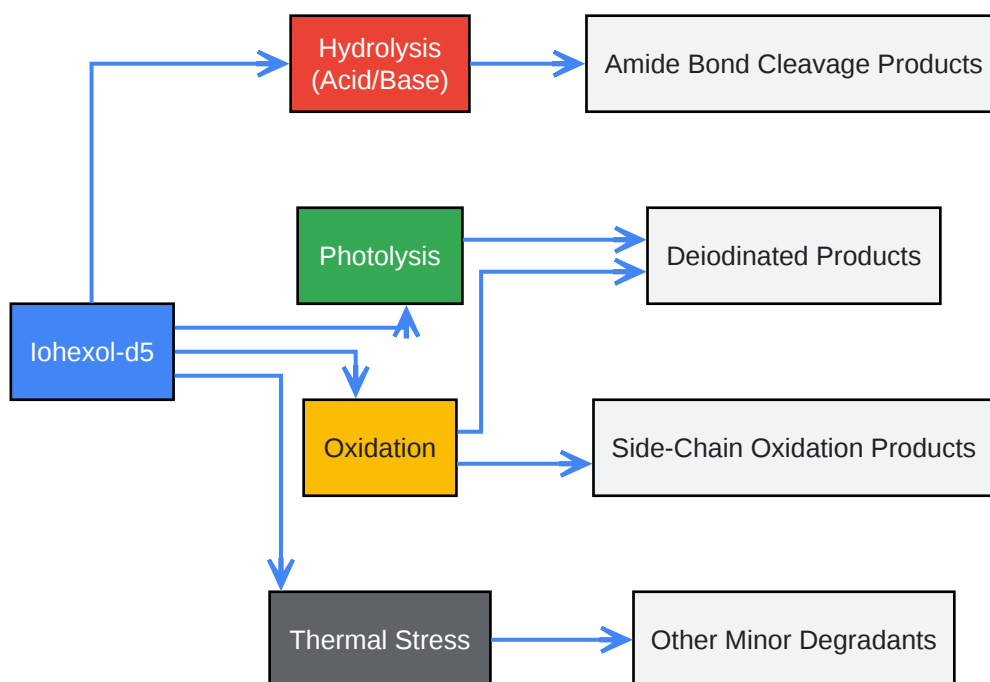 Hydrolysis
(Acid/Base)
Amide Bond Cleavage Products
Photolysis
Deiodinated Products
Iohexol-d5
Oxidation
Side-Chain Oxidation Products
Thermal Stress
Other Minor Degradants